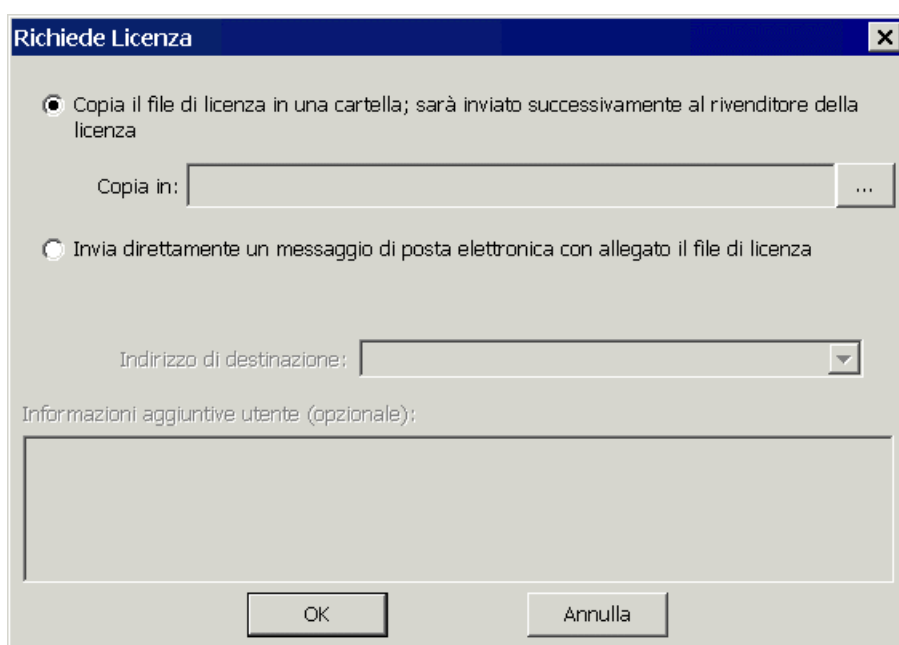 Richiede Licenza
Copia il file di licenza in una cartella; sarà inviato successivamente al rivenditore della
licenza
Copia in:
...
Invia direttamente un messaggio di posta elettronica con allegato il file di licenza
Indirizzo di destinazione:
Informazioni aggiuntive utente (opzionale):
OK
Annulla